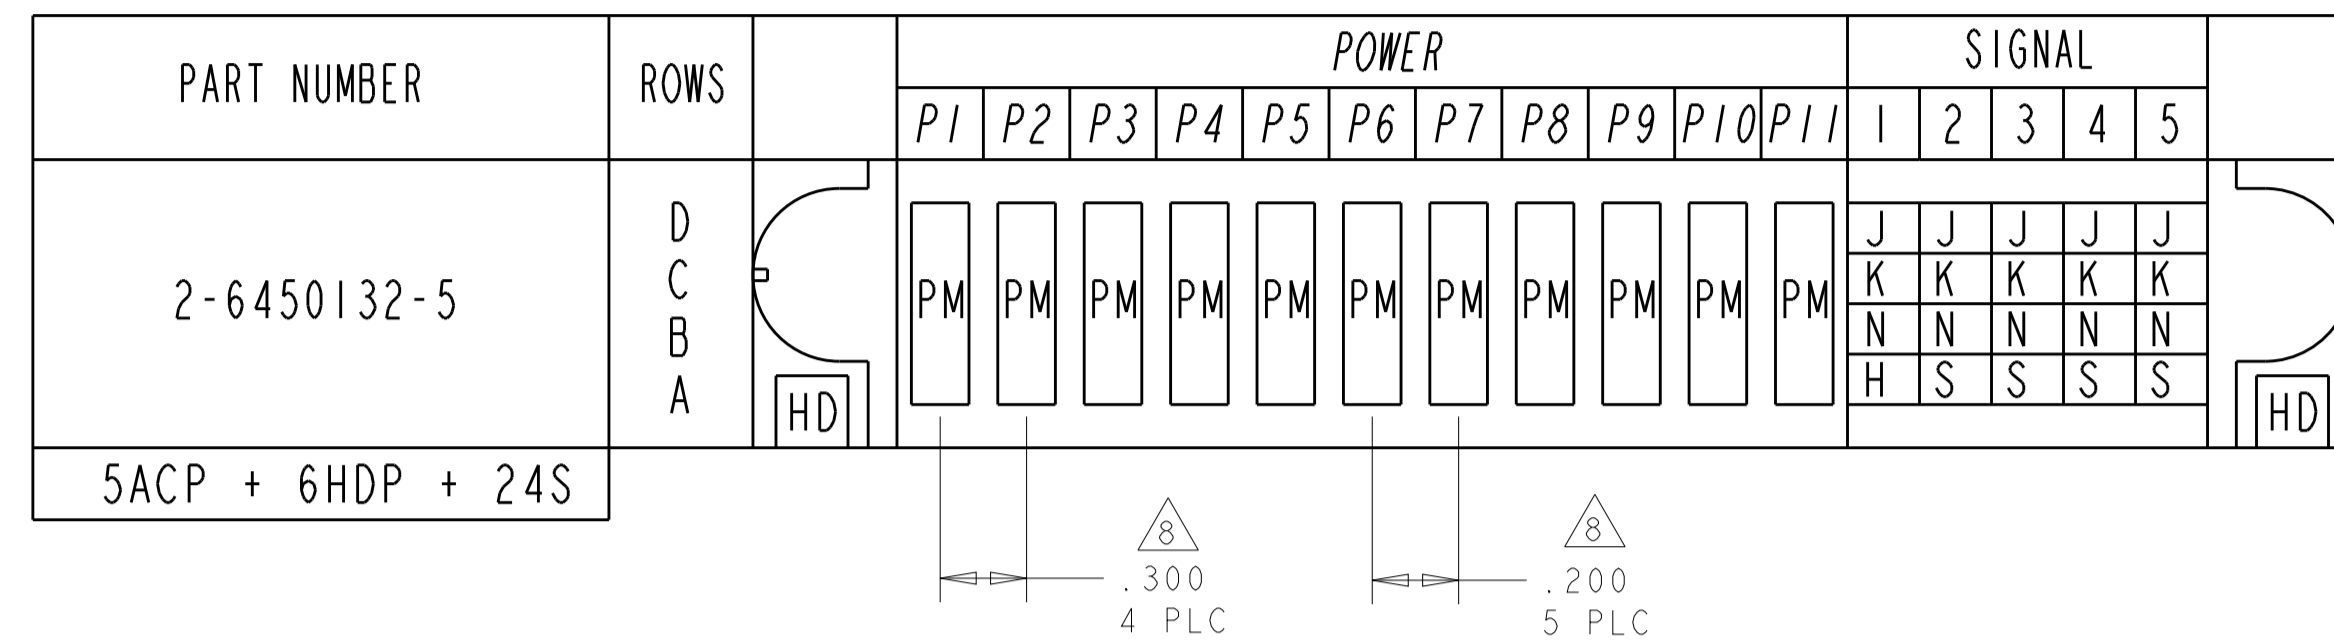 PART NUMBER ROWS POWER SIGNAL
P1 P2 P3 P4 P5 P6 P7 P8 P9 P10 P11 1 2 3 4 5
2-6450132-5
D
C
B
A
HD
PM PM PM PM PM PM PM PM PM PM PM
J J J J J
K K K K K
N N N N N
H S S S S
HD
5ACP + 6HDP + 24S
8
.300
4 PLC
8
.200
5 PLC